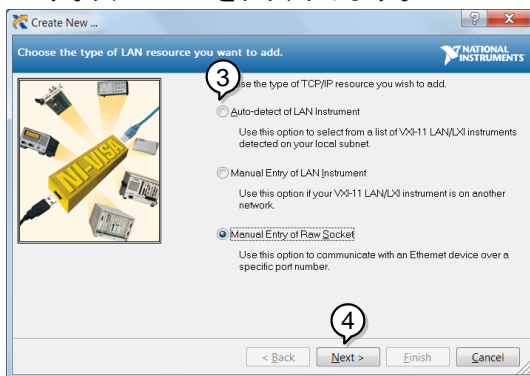 Create New ...
Choose the type of LAN resource you want to add.
NATIONAL
INSTRUMENTS
3
se the type of TCP/IP resource you wish to add.
Auto-detect of LAN Instrument
Use this option to select from a list of VXI-11 LAN/LXI instruments
detected on your local subnet.
Manual Entry of LAN Instrument
Use this option if your VXI-11 LAN/LXI instrument is on another
network.
Manual Entry of Raw Socket
Use this option to communicate with an Ethernet device over a
specific port number.
NI-VISA
4
< Back
Next >
Finish
Cancel